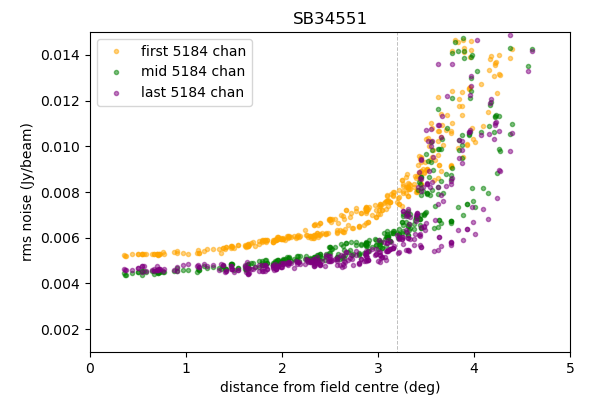 SB34551
first 5184 chan
mid 5184 chan
last 5184 chan
rms noise (Jy/beam)
0.014
0.012
0.010
0.008
0.006
0.004
0.002
0 1 2 3 4 5
distance from field centre (deg)